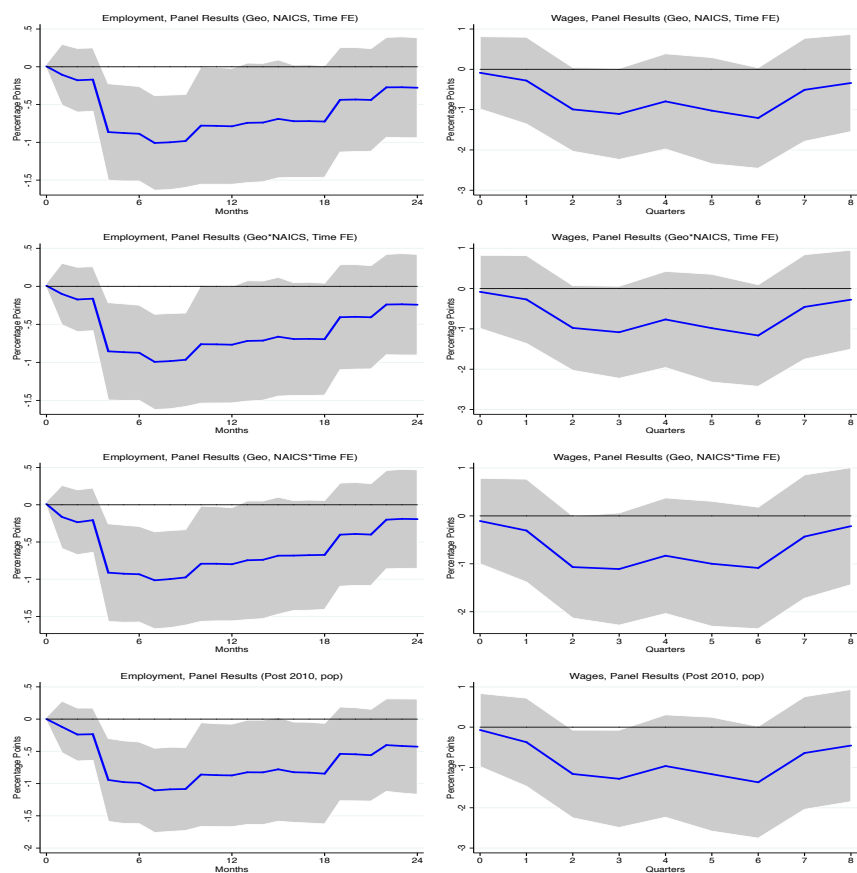 Employment, Panel Results (Geo, NAICS, Time FE)
Percentage Points
.5
0
-.5
-1
-1.5
0 6 12 18 24
Months
Wages, Panel Results (Geo, NAICS, Time FE)
Percentage Points
1
0
-1
-2
-3
0 1 2 3 4 5 6 7 8
Quarters
Employment, Panel Results (Geo*NAICS, Time FE)
Percentage Points
.5
0
-.5
-1
-1.5
0 6 12 18 24
Months
Wages, Panel Results (Geo*NAICS, Time FE)
Percentage Points
1
0
-1
-2
-3
0 1 2 3 4 5 6 7 8
Quarters
Employment, Panel Results (Geo, NAICS*Time FE)
Percentage Points
.5
0
-.5
-1
-1.5
0 6 12 18 24
Months
Wages, Panel Results (Geo, NAICS*Time FE)
Percentage Points
1
0
-1
-2
0 1 2 3 4 5 6 7 8
Quarters
Employment, Panel Results (Post 2010, pop)
Percentage Points
.5
0
-.5
-1
-1.5
-2
0 6 12 18 24
Months
Wages, Panel Results (Post 2010, pop)
Percentage Points
1
0
-1
-2
-3
0 1 2 3 4 5 6 7 8
Quarters